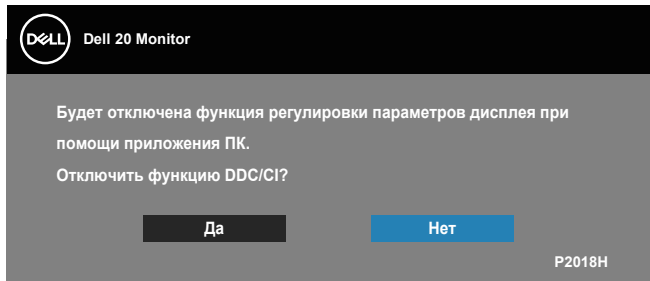 DELL
Dell 20 Monitor
Будет отключена функция регулировки параметров дисплея при
помощи приложения ПК.
Отключить функцию DDC/CI?
Да
Нет
P2018H